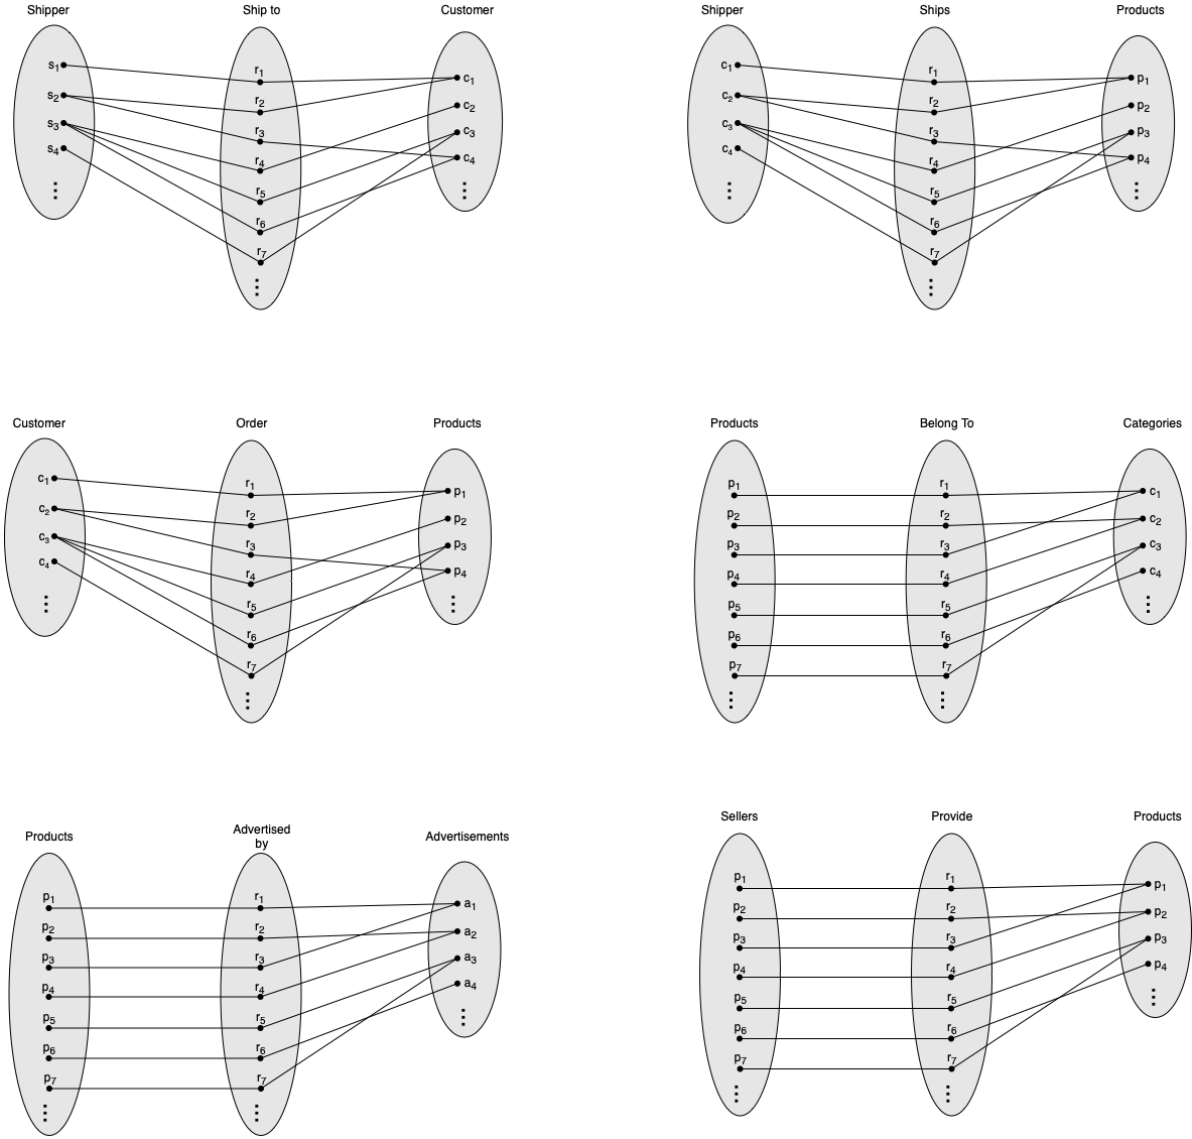 Shipper Ship to Customer
s1 r1 c1
s2 r2 c2
s3 r3 c3
s4 r4 c4
r5
r6
r7
Shipper Ships Products
c1 r1 p1
c2 r2 p2
c3 r3 p3
c4 r4 p4
r5
r6
r7
Customer Order Products
c1 r1 p1
c2 r2 p2
c3 r3 p3
c4 r4 p4
r5
r6
r7
Products Belong To Categories
p1 r1 c1
p2 r2 c2
p3 r3 c3
p4 r4 c4
p5 r5
p6 r6
p7 r7
Products Advertised Advertisements
by
p1 r1 a1
p2 r2 a2
p3 r3 a3
p4 r4 a4
p5 r5
p6 r6
p7 r7
Sellers Provide Products
p1 r1 p1
p2 r2 p2
p3 r3 p3
p4 r4 p4
p5 r5
p6 r6
p7 r7